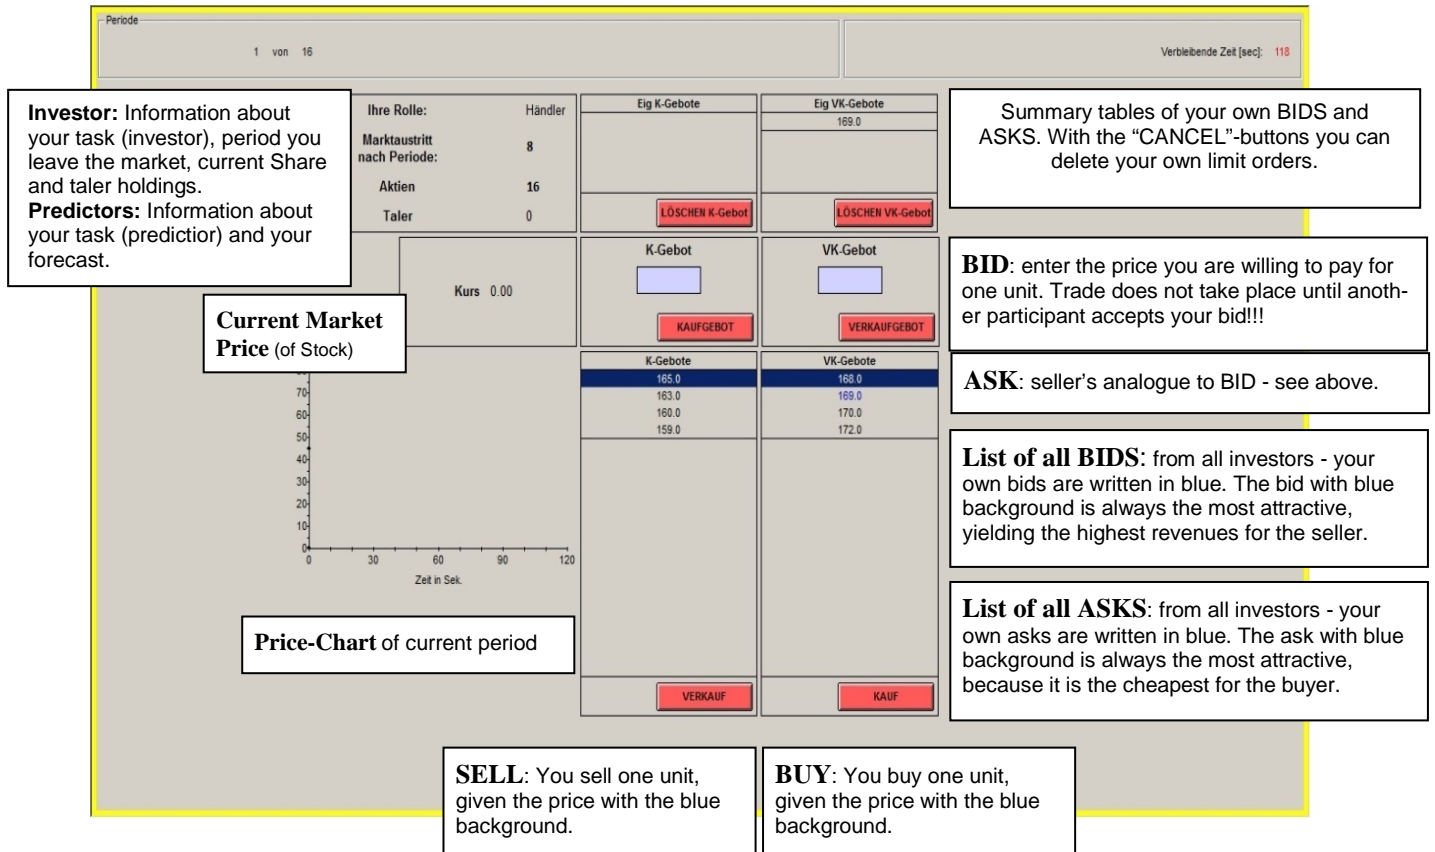 Periode
1 von 16
Verbleibende Zeit [sec]: 118
Investor: Information about
your task (investor), period you
leave the market, current Share
and taler holdings.
Predictors: Information about
your task (predictior) and your
forecast.
Ihre Rolle: Händler
Marktaustritt
nach Periode: 8
Aktien 16
Taler 0
Eig K-Gebote
LÖSCHEN K-Gebot
Eig VK-Gebote
169.0
LÖSCHEN VK-Gebot
Summary tables of your own BIDS and
ASKS. With the “CANCEL”-buttons you can
delete your own limit orders.
Current Market
Price (of Stock)
Kurs 0.00
K-Gebot
KAUFGEBOT
VK-Gebot
VERKAUFGEBOT
BID: enter the price you are willing to pay for
one unit. Trade does not take place until anoth-
er participant accepts your bid!!!
ASK: seller’s analogue to BID - see above.
70
60
50
40
30
20
10
0
0 30 60 90 120
Zeit in Sek.
Price-Chart of current period
K-Gebote
165.0
163.0
160.0
159.0
VERKAUF
VK-Gebote
168.0
169.0
170.0
172.0
KAUF
List of all BIDS: from all investors - your
own bids are written in blue. The bid with blue
background is always the most attractive,
yielding the highest revenues for the seller.
List of all ASKS: from all investors - your
own asks are written in blue. The ask with blue
background is always the most attractive,
because it is the cheapest for the buyer.
SELL: You sell one unit,
given the price with the blue
background.
BUY: You buy one unit,
given the price with the blue
background.